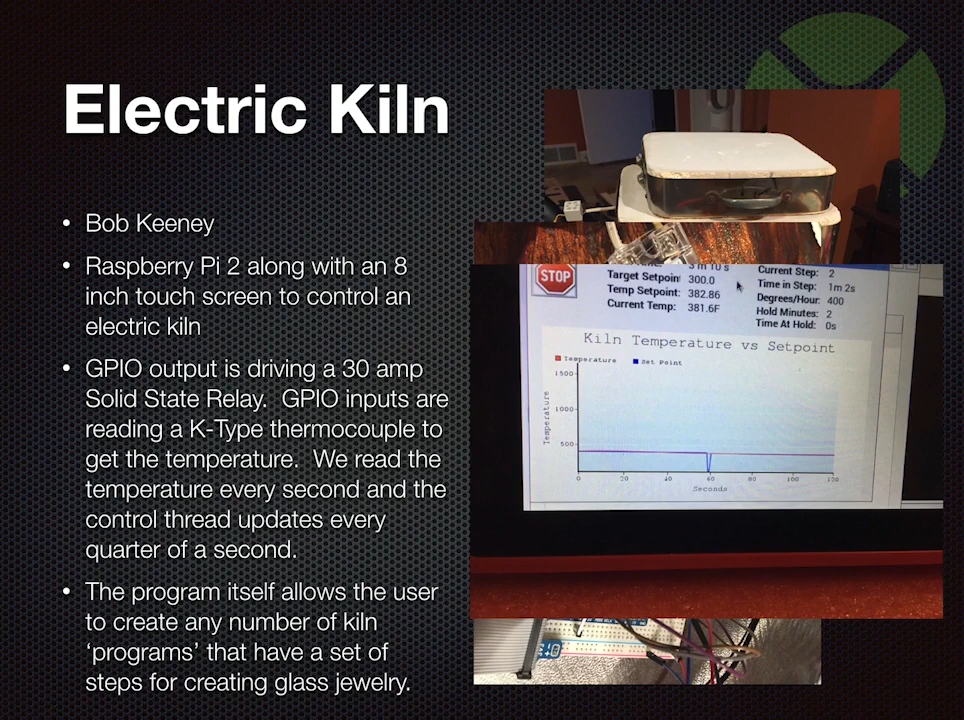 Electric Kiln
• Bob Keeney
• Raspberry Pi 2 along with an 8
inch touch screen to control an
electric kiln
• GPIO output is driving a 30 amp
Solid State Relay.  GPIO inputs are
reading a K-Type thermocouple to
get the temperature.  We read the
temperature every second and the
control thread updates every
quarter of a second.
• The program itself allows the user
to create any number of kiln
‘programs’ that have a set of
steps for creating glass jewelry.
STOP
3 m 10 s
Target Setpoint 300.0
Temp Setpoint: 382.86
Current Temp: 381.6F
Current Step: 2
Time in Step: 1m 2s
Degrees/Hour: 400
Hold Minutes: 2
Time At Hold: 0s
Kiln Temperature vs Setpoint
Temperature Set Point
Temperature
1500
1000
500
0 20 40 60 80 100 120
Seconds